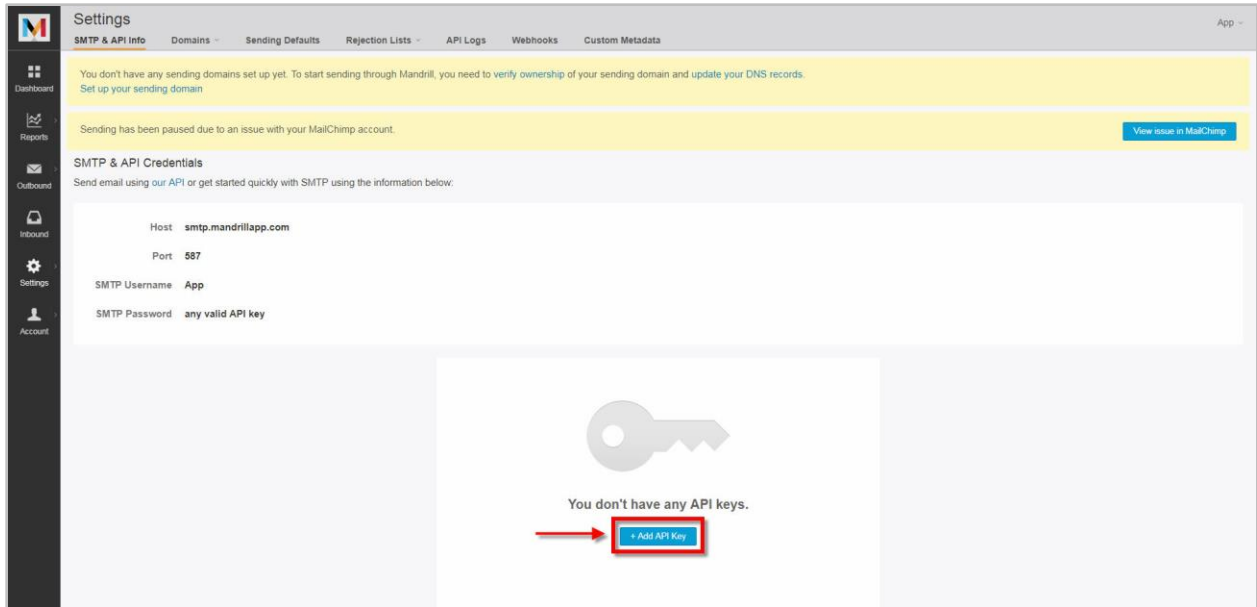 Settings
App
SMTP & API Info Domains Sending Defaults Rejection Lists API Logs Webhooks Custom Metadata
Dashboard
Reports
Outbound
Inbound
Settings
Account
You don't have any sending domains set up yet. To start sending through Mandrill, you need to verify ownership of your sending domain and update your DNS records.
Set up your sending domain
Sending has been paused due to an issue with your MailChimp account.
View issue in MailChimp
SMTP & API Credentials
Send email using our API or get started quickly with SMTP using the information below:
Host smtp.mandrillapp.com
Port 587
SMTP Username App
SMTP Password any valid API key
You don't have any API keys.
+ Add API Key